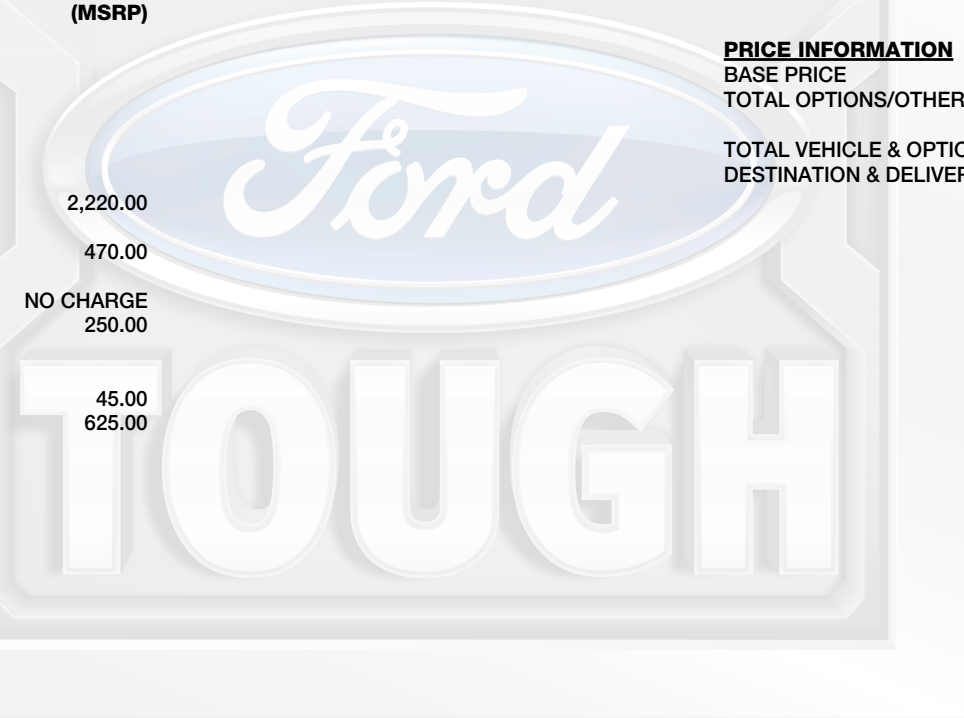 (MSRP)
2,220.00
470.00
NO CHARGE
250.00
45.00
625.00
PRICE INFORMATION
BASE PRICE
TOTAL OPTIONS/OTHER
TOTAL VEHICLE & OPTIO
DESTINATION & DELIVER
Ford
TOUGH